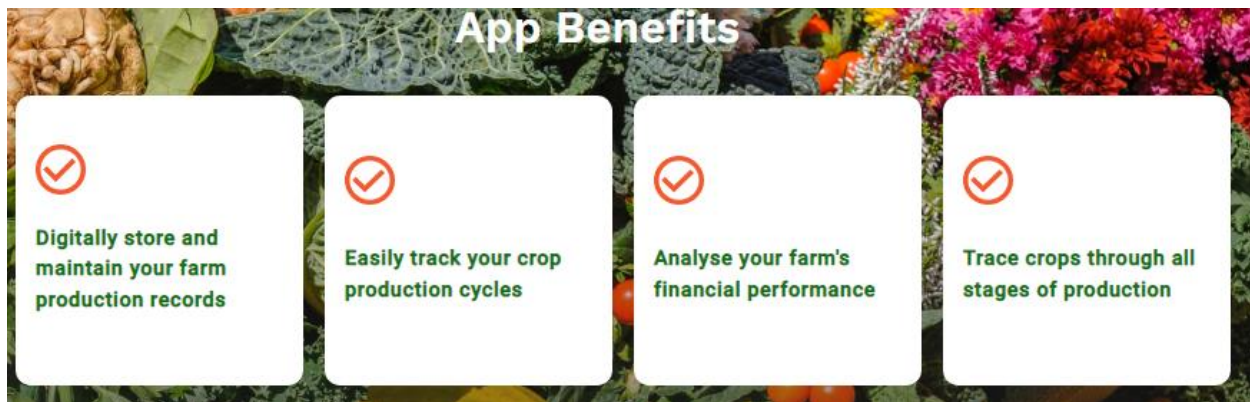 App Benefits
Digitally store and
maintain your farm
production records
Easily track your crop
production cycles
Analyse your farm's
financial performance
Trace crops through all
stages of production